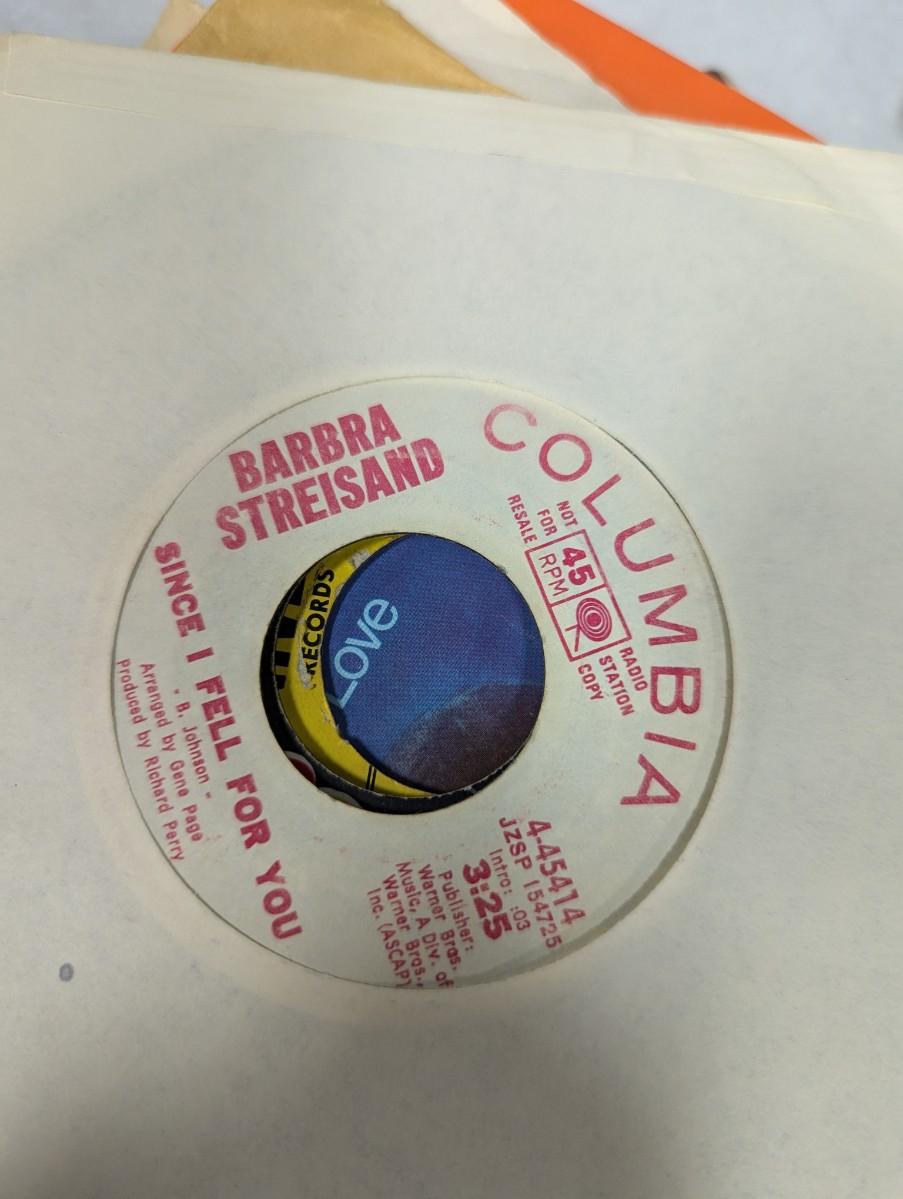 COLUMBIA
NOT
FOR
RESALE
45
RPM
RADIO
STATION
COPY
BARBRA
STREISAND
4-45414
JZSP 154725
Intro: :03
3:25
Publisher:
Warner Bros.
Music, A Div. of
Warner Bros.,
Inc. (ASCAP)
SINCE I FELL FOR YOU
- B. Johnson -
Arranged by Gene Page
Produced by Richard Perry
RECORDS
Love